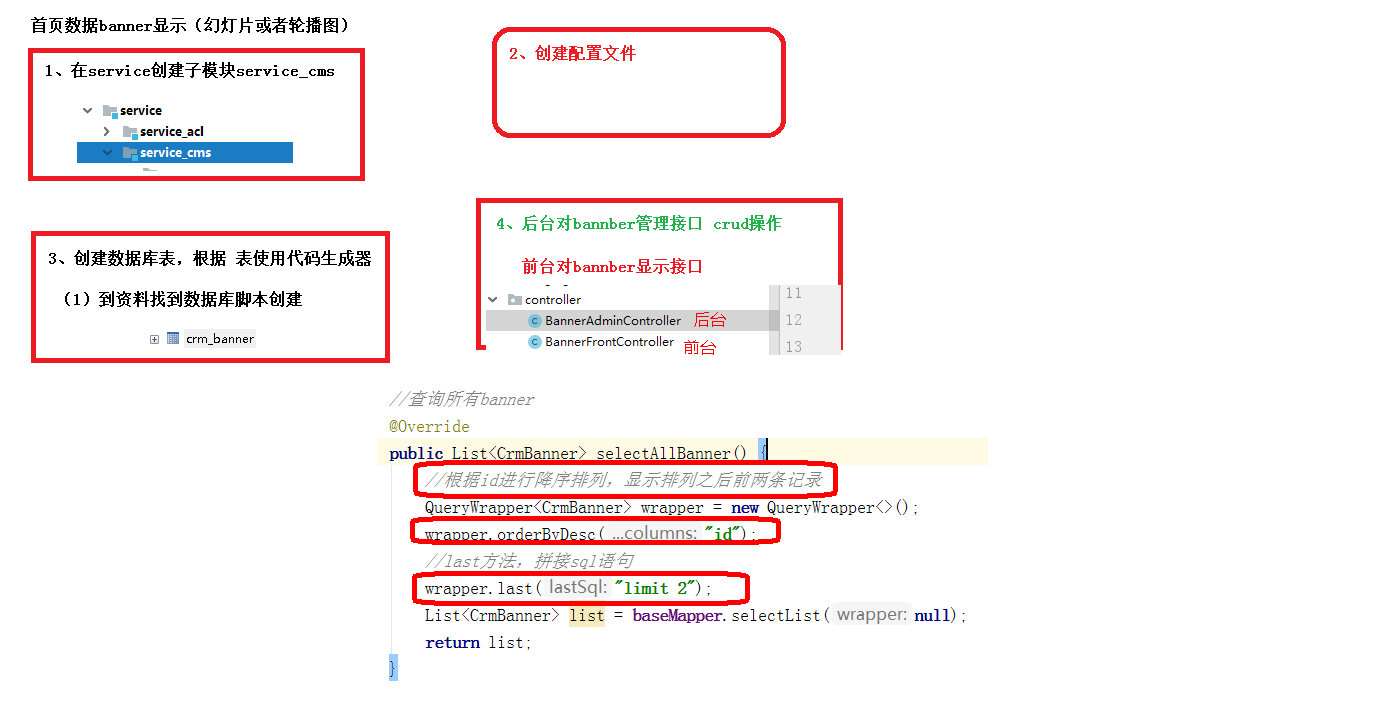 首页数据banner显示（幻灯片或者轮播图）
1、在service创建子模块service_cms
service
service_acl
service_cms
2、创建配置文件
3、创建数据库表，根据 表使用代码生成器
（1）到资料找到数据库脚本创建
crm_banner
4、后台对bannber管理接口 crud操作
前台对bannber显示接口
controller
11
BannerAdminController 后台
12
BannerFrontController 前台
13
//查询所有banner
@Override
public List<CrmBanner> selectAllBanner() {
//根据id进行降序排列，显示排列之后前两条记录
QueryWrapper<CrmBanner> wrapper = new QueryWrapper<>();
wrapper.orderByDesc( ...columns: "id");
//last方法，拼接sql语句
wrapper.last( lastSql: "limit 2");
List<CrmBanner> list = baseMapper.selectList( wrapper: null);
return list;
}